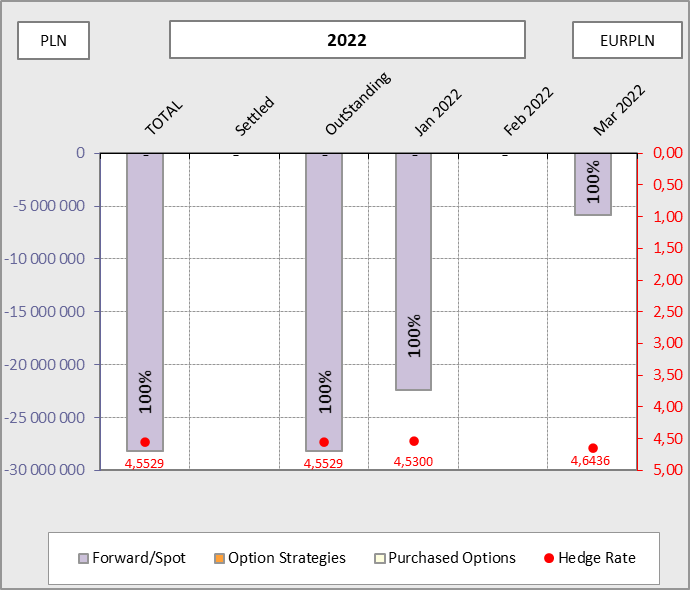 PLN
2022
EURPLN
TOTAL
Settled
OutStanding
Jan 2022
Feb 2022
Mar 2022
0
-5 000 000
-10 000 000
-15 000 000
-20 000 000
-25 000 000
-30 000 000
100%
100%
100%
100%
4,5529
4,5529
4,5300
4,6436
0,00
0,50
1,00
1,50
2,00
2,50
3,00
3,50
4,00
4,50
5,00
Forward/Spot
Option Strategies
Purchased Options
Hedge Rate